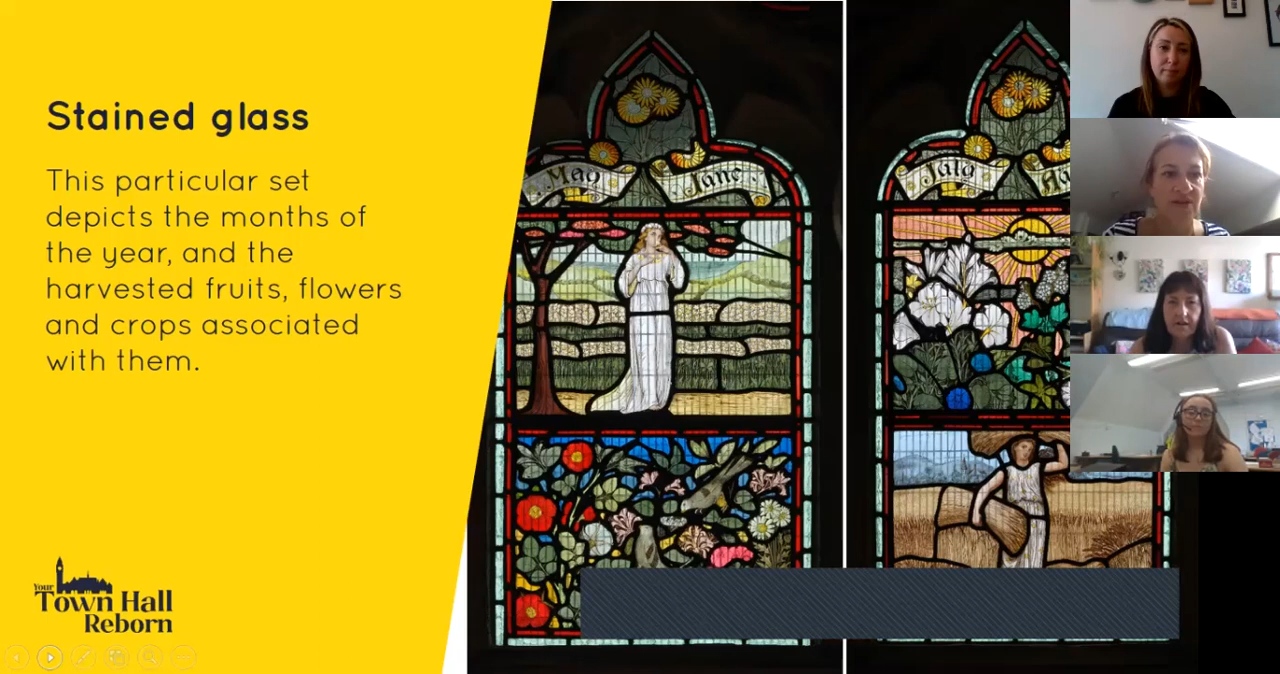 Stained glass
This particular set
depicts the months of
the year, and the
harvested fruits, flowers
and crops associated
with them.
May
June
July
Your
Town Hall
Reborn